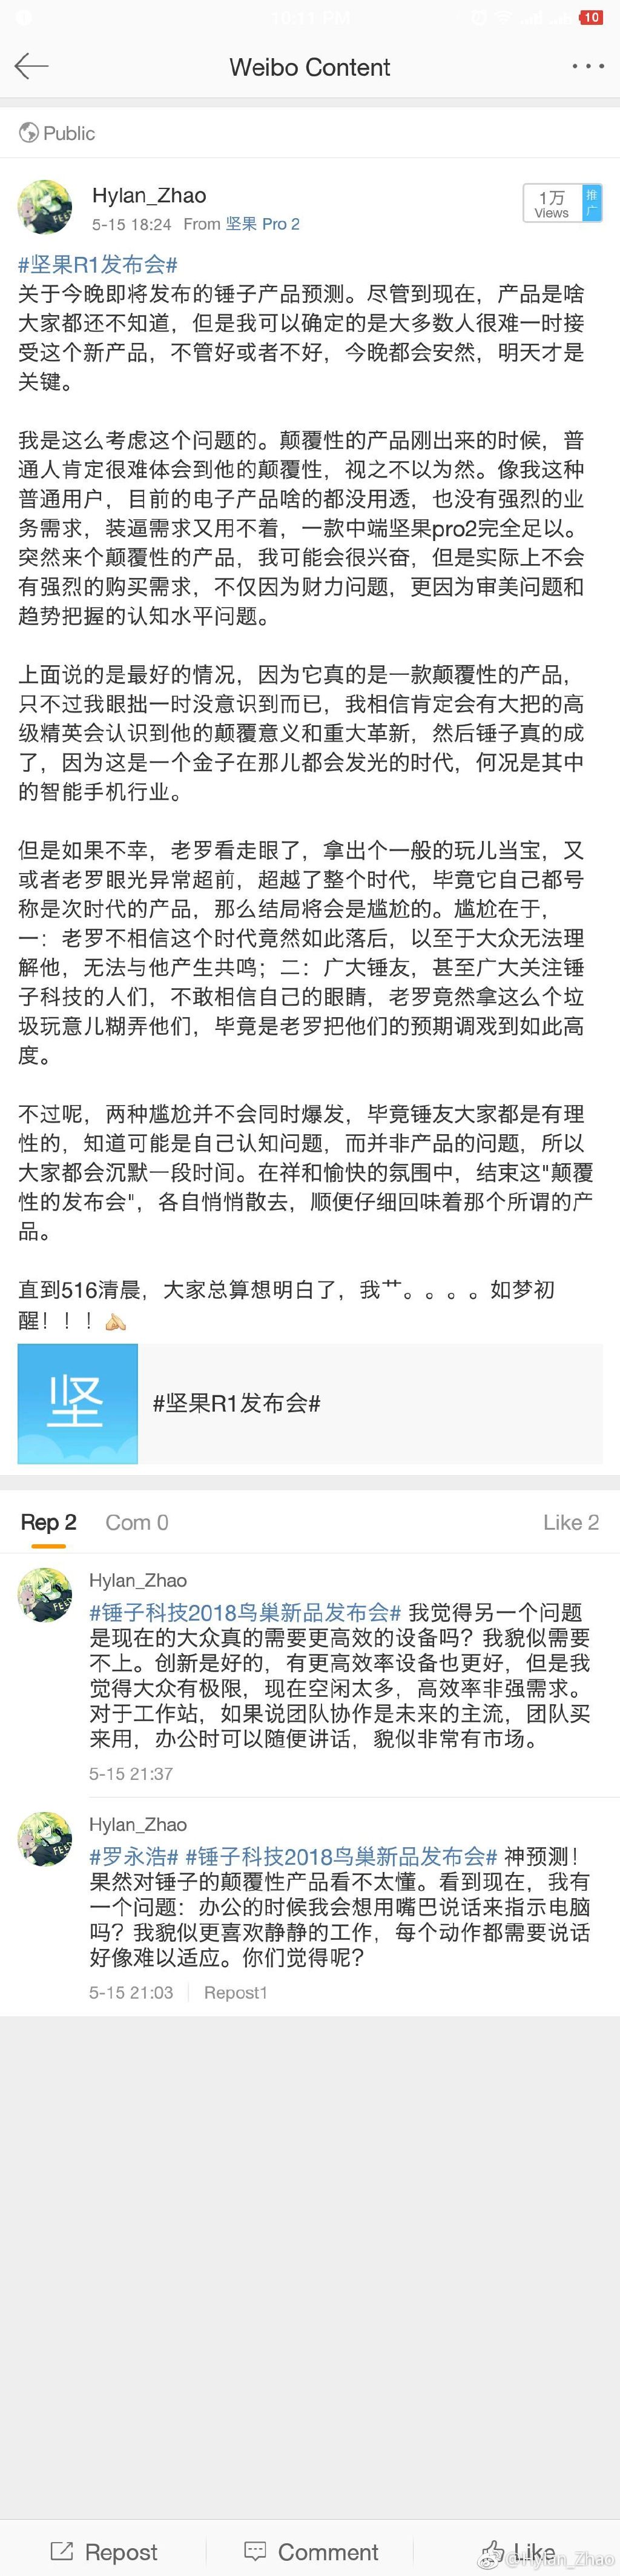 10:11 PM
10
Weibo Content
Public
Hylan_Zhao
5-15 18:24 From 坚果 Pro 2
1万
Views
推广
#坚果R1发布会#
关于今晚即将发布的锤子产品预测。尽管到现在，产品是啥
大家都还不知道，但是我可以确定的是大多数人很难一时接
受这个新产品，不管好或者不好，今晚都会安然，明天才是
关键。
我是这么考虑这个问题的。颠覆性的产品刚出来的时候，普
通人肯定很难体会到他的颠覆性，视之不以为然。像我这种
普通用户，目前的电子产品啥的都没用透，也没有强烈的业
务需求，装逼需求又用不着，一款中端坚果pro2完全足以。
突然来个颠覆性的产品，我可能会很兴奋，但是实际上不会
有强烈的购买需求，不仅因为财力问题，更因为审美问题和
趋势把握的认知水平问题。
上面说的是最好的情况，因为它真的是一款颠覆性的产品，
只不过我眼拙一时没意识到而已，我相信肯定会有大把的高
级精英会认识到他的颠覆意义和重大革新，然后锤子真的成
了，因为这是一个金子在那儿都会发光的时代，何况是其中
的智能手机行业。
但是如果不幸，老罗看走眼了，拿出个一般的玩儿当宝，又
或者老罗眼光异常超前，超越了整个时代，毕竟它自己都号
称是次时代的产品，那么结局将会是尴尬的。尴尬在于，
一：老罗不相信这个时代竟然如此落后，以至于大众无法理
解他，无法与他产生共鸣；二：广大锤友，甚至广大关注锤
子科技的人们，不敢相信自己的眼睛，老罗竟然拿这么个垃
圾玩意儿糊弄他们，毕竟是老罗把他们的预期调戏到如此高
度。
不过呢，两种尴尬并不会同时爆发，毕竟锤友大家都是有理
性的，知道可能是自己认知问题，而并非产品的问题，所以
大家都会沉默一段时间。在祥和愉快的氛围中，结束这"颠覆
性的发布会"，各自悄悄散去，顺便仔细回味着那个所谓的产
品。
直到516清晨，大家总算想明白了，我艹。。。。如梦初
醒！！！
坚
#坚果R1发布会#
Rep 2 Com 0 Like 2
Hylan_Zhao
#锤子科技2018鸟巢新品发布会# 我觉得另一个问题
是现在的大众真的需要更高效的设备吗？我貌似需要
不上。创新是好的，有更高效率设备也更好，但是我
觉得大众有极限，现在空闲太多，高效率非强需求。
对于工作站，如果说团队协作是未来的主流，团队买
来用，办公时可以随便讲话，貌似非常有市场。
5-15 21:37
Hylan_Zhao
#罗永浩# #锤子科技2018鸟巢新品发布会# 神预测！
果然对锤子的颠覆性产品看不太懂。看到现在，我有
一个问题：办公的时候我会想用嘴巴说话来指示电脑
吗？我貌似更喜欢静静的工作，每个动作都需要说话
好像难以适应。你们觉得呢？
5-15 21:03 Repost1
Repost Comment Like
@Hylan_Zhao